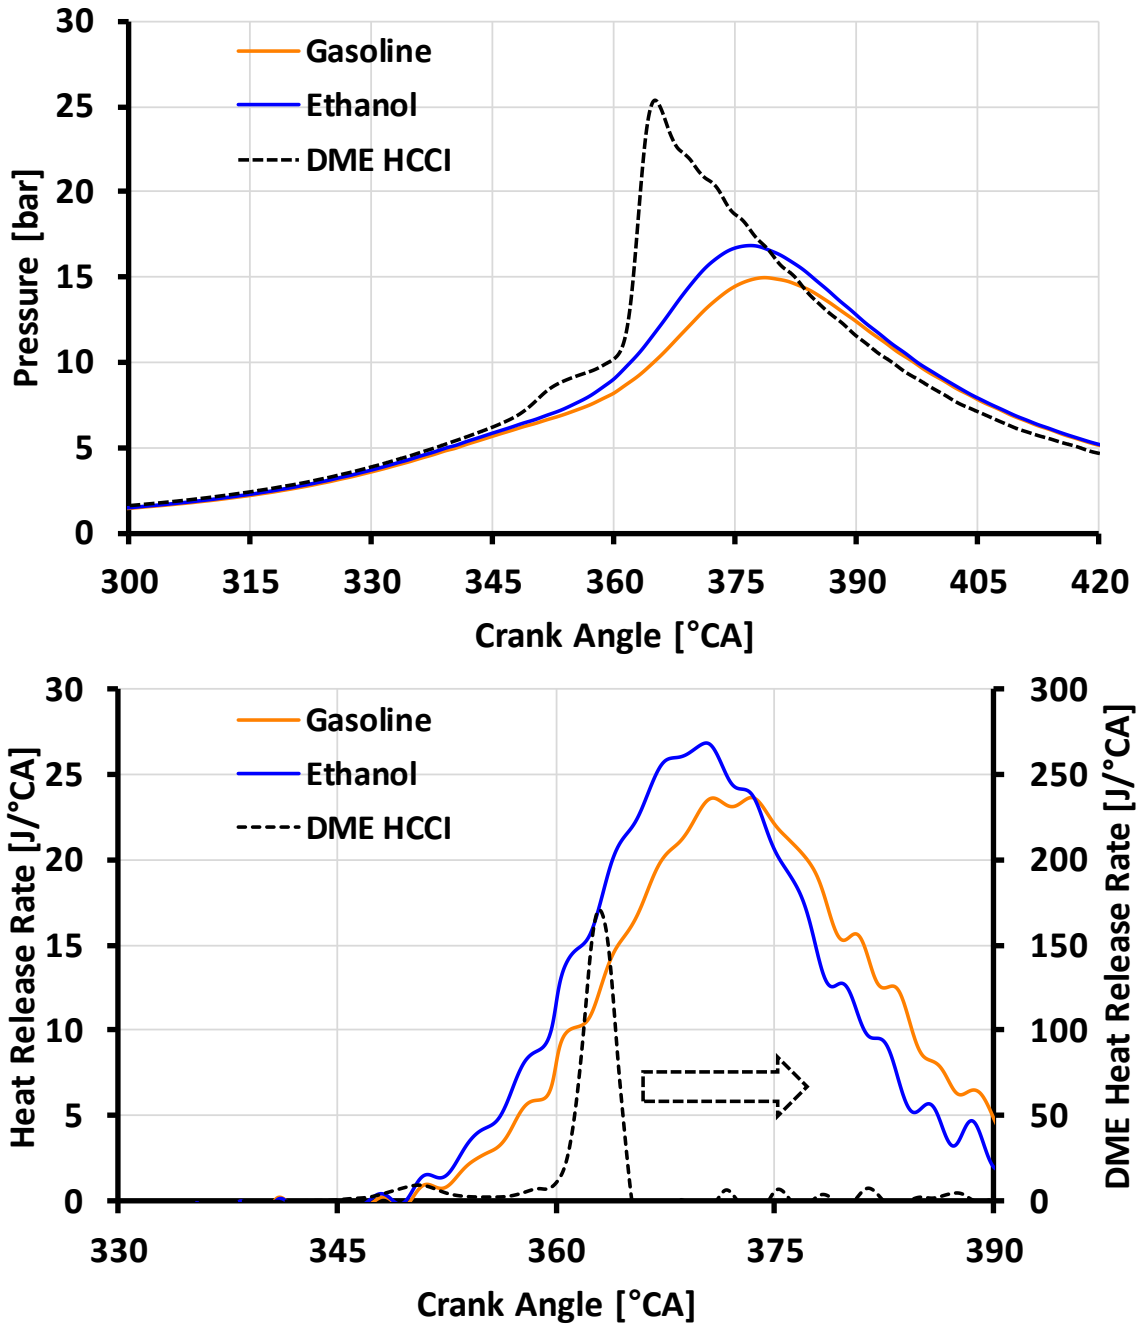 30
25
20
15
10
5
0
Pressure [bar]
Gasoline
Ethanol
DME HCCI
300 315 330 345 360 375 390 405 420
Crank Angle [°CA]
30
25
20
15
10
5
0
Heat Release Rate [J/°CA]
Gasoline
Ethanol
DME HCCI
300
250
200
150
100
50
0
DME Heat Release Rate [J/°CA]
330 345 360 375 390
Crank Angle [°CA]